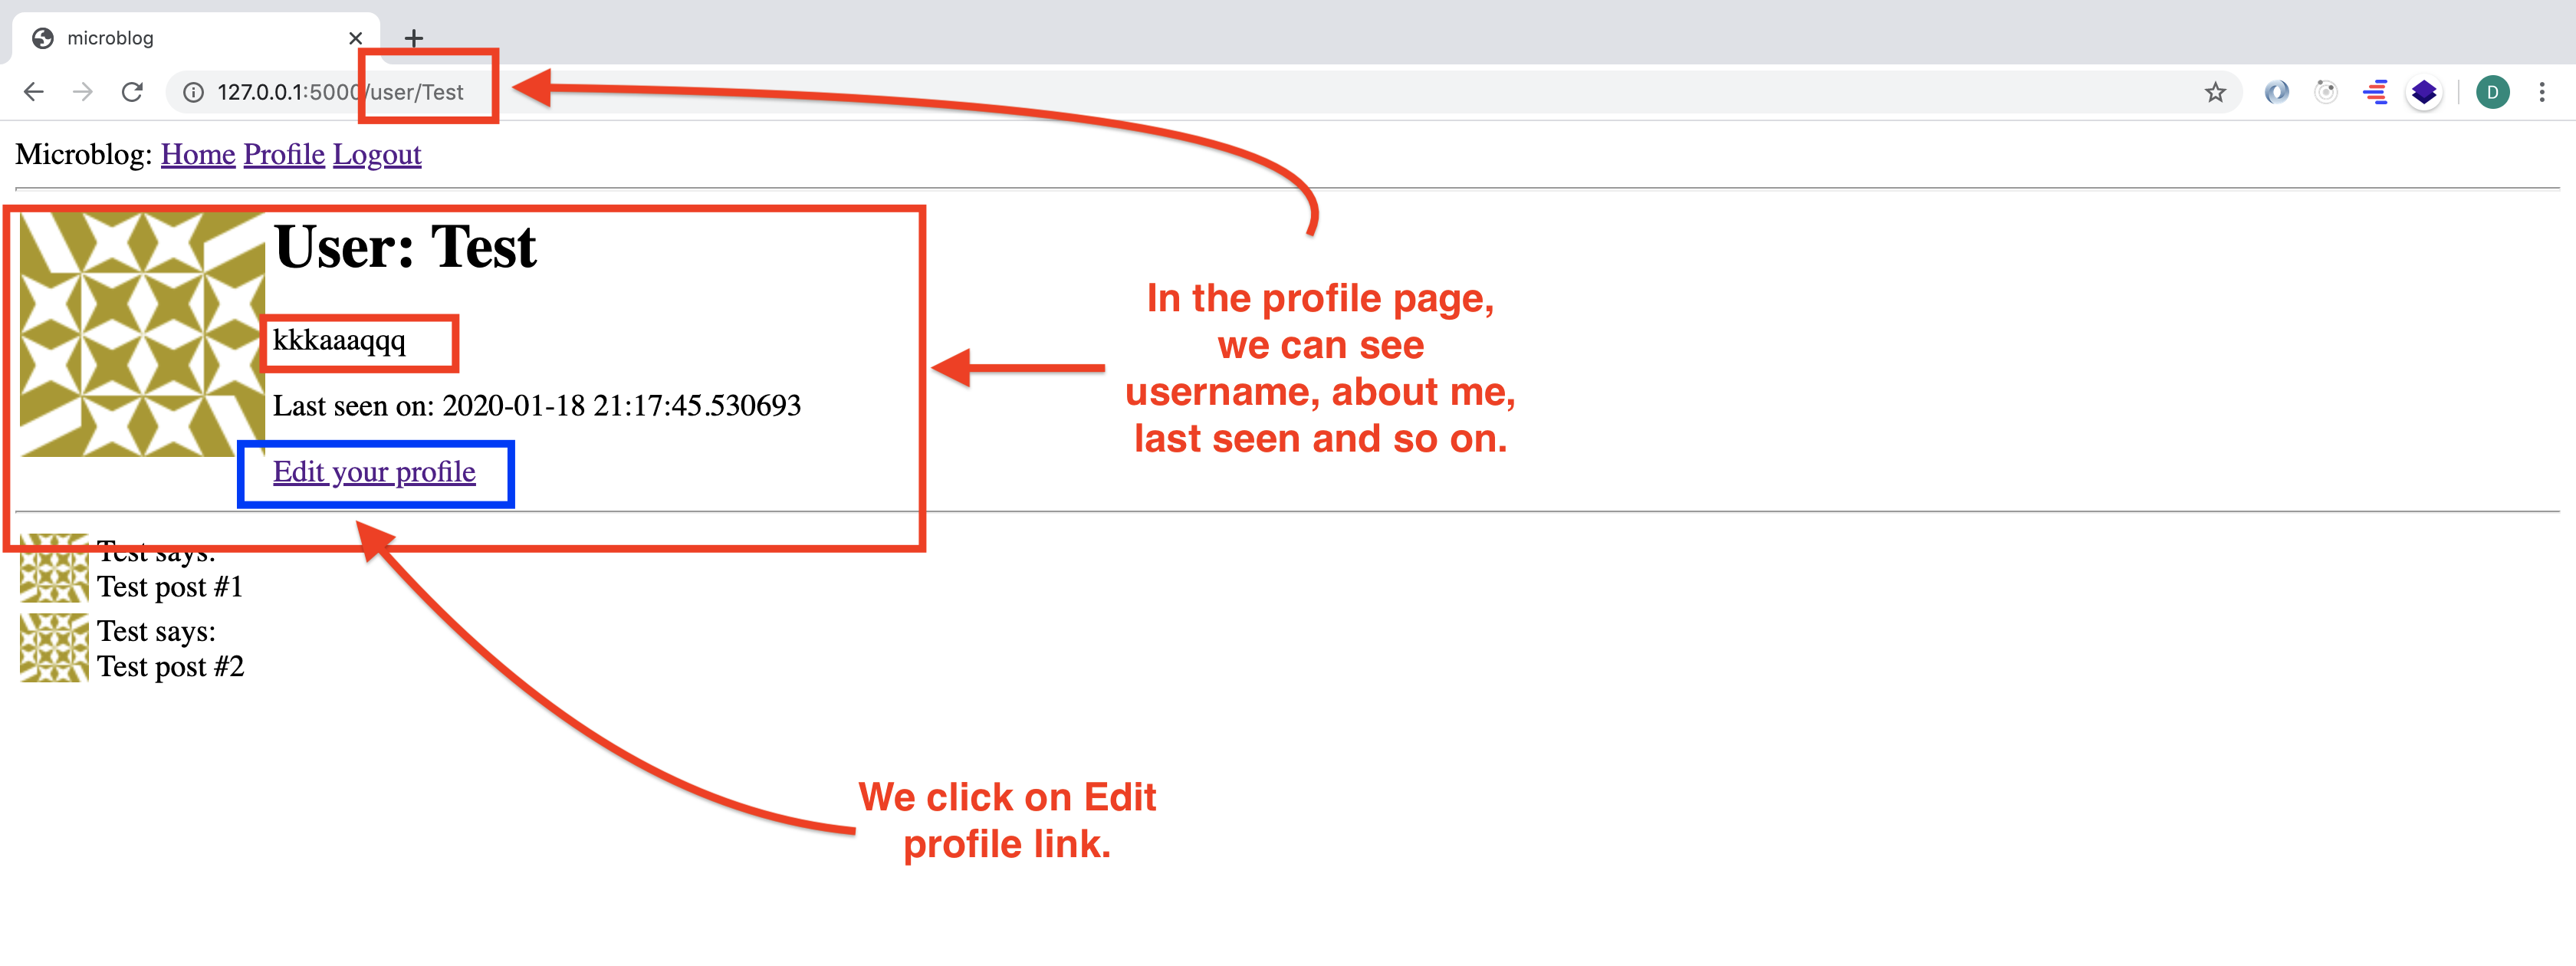 microblog
127.0.0.1:5000/user/Test
D
Microblog: Home Profile Logout
User: Test
kkkaaaqqq
Last seen on: 2020-01-18 21:17:45.530693
Edit your profile
In the profile page,
we can see
username, about me,
last seen and so on.
Test says:
Test post #1
Test says:
Test post #2
We click on Edit
profile link.